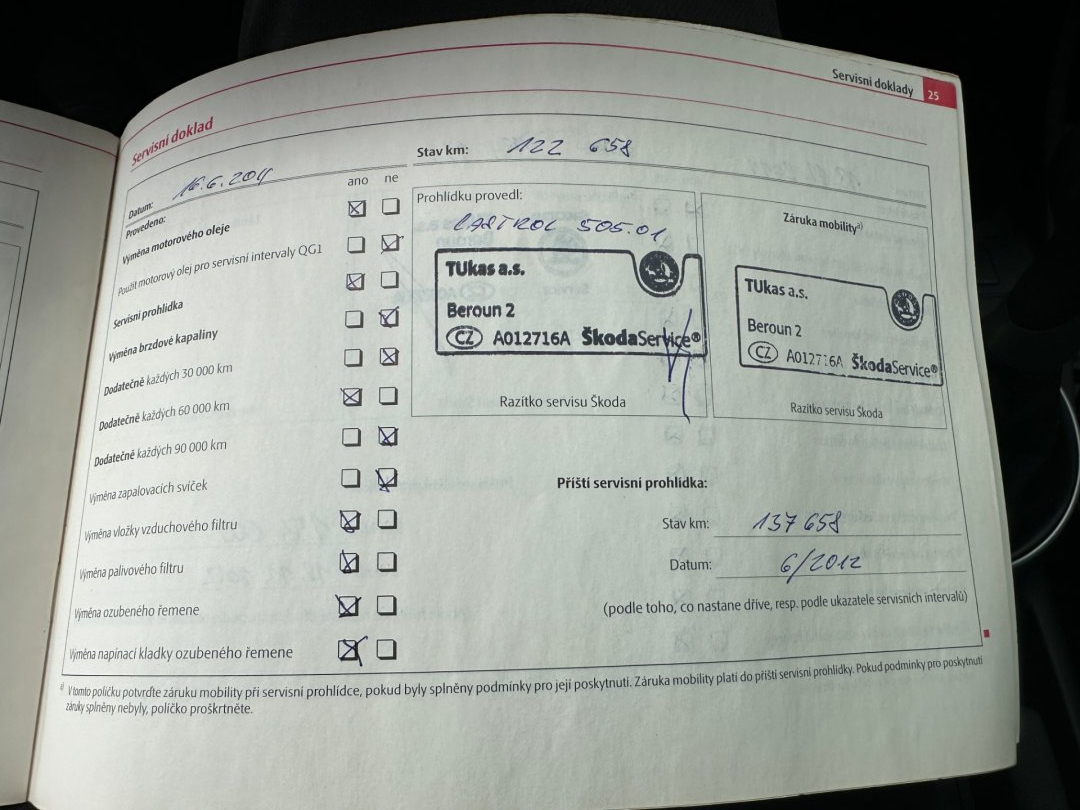 Servisní doklady 25
Servisní doklad
Datum: 16.6.2011
Stav km: 122 658
Provedeno:
ano ne
Výměna motorového oleje
Použit motorový olej pro servisní intervaly QG1
Servisní prohlídka
Výměna brzdové kapaliny
Dodatečně každých 30 000 km
Dodatečně každých 60 000 km
Dodatečně každých 90 000 km
Výměna zapalovacích svíček
Výměna vložky vzduchového filtru
Výměna palivového filtru
Výměna ozubeného řemene
Výměna napínací kladky ozubeného řemene
Prohlídku provedl:
CASTROL 505.01
TUkas a.s.
Beroun 2
CZ A012716A ŠkodaService®
Razítko servisu Škoda
Záruka mobility a)
TUkas a.s.
Beroun 2
CZ A012716A ŠkodaService®
Razítko servisu Škoda
Příští servisní prohlídka:
Stav km: 137 658
Datum: 6/2012
(podle toho, co nastane dříve, resp. podle ukazatele servisních intervalů)
a) V tomto políčku potvrďte záruku mobility při servisní prohlídce, pokud byly splněny podmínky pro její poskytnutí. Záruka mobility platí do příští servisní prohlídky. Pokud podmínky pro poskytnutí
záruky splněny nebyly, políčko proškrtněte.